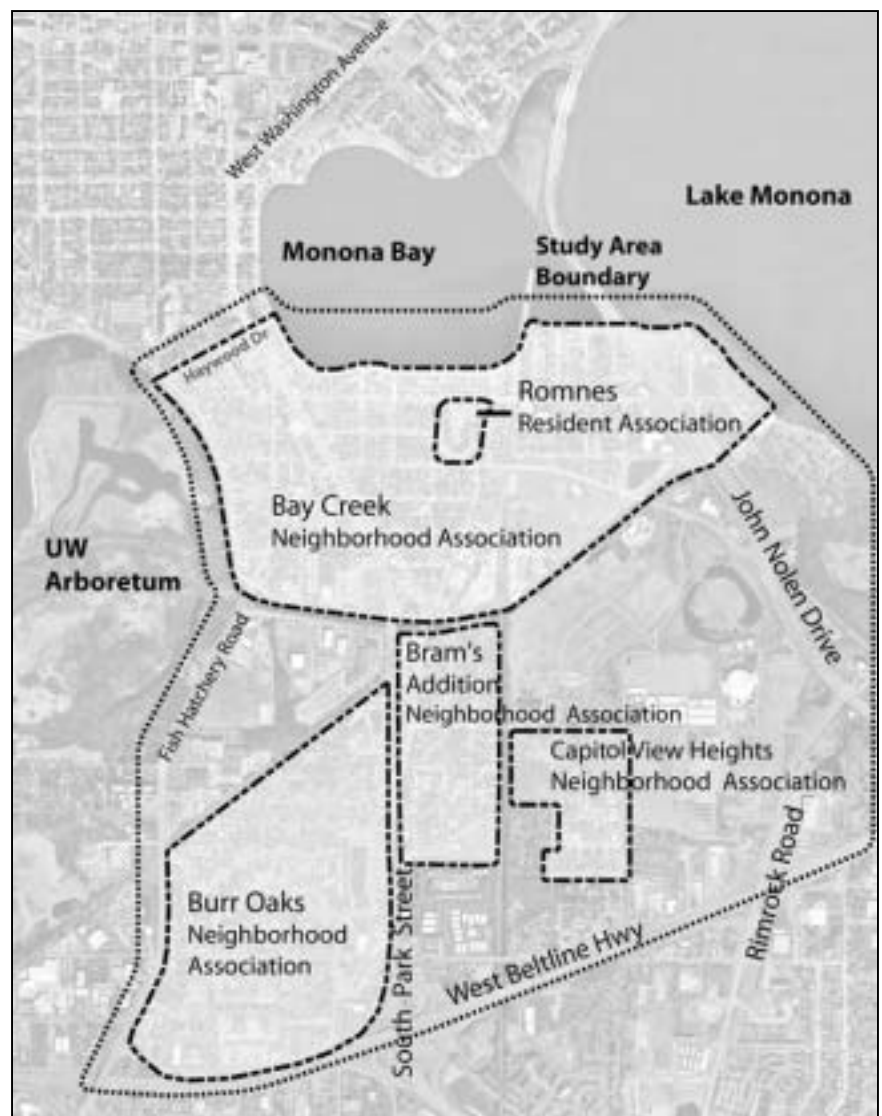 West Washington Avenue
Lake Monona
Monona Bay
Study Area
Boundary
Haywood Dr
Romnes
Resident Association
Bay Creek
Neighborhood Association
UW
Arboretum
John Nolen Drive
Fish Hatchery Road
Bram's
Addition
Neighborhood Association
Capitol View Heights
Neighborhood Association
Rimrock Road
Burr Oaks
Neighborhood
Association
South Park Street
West Beltline Hwy